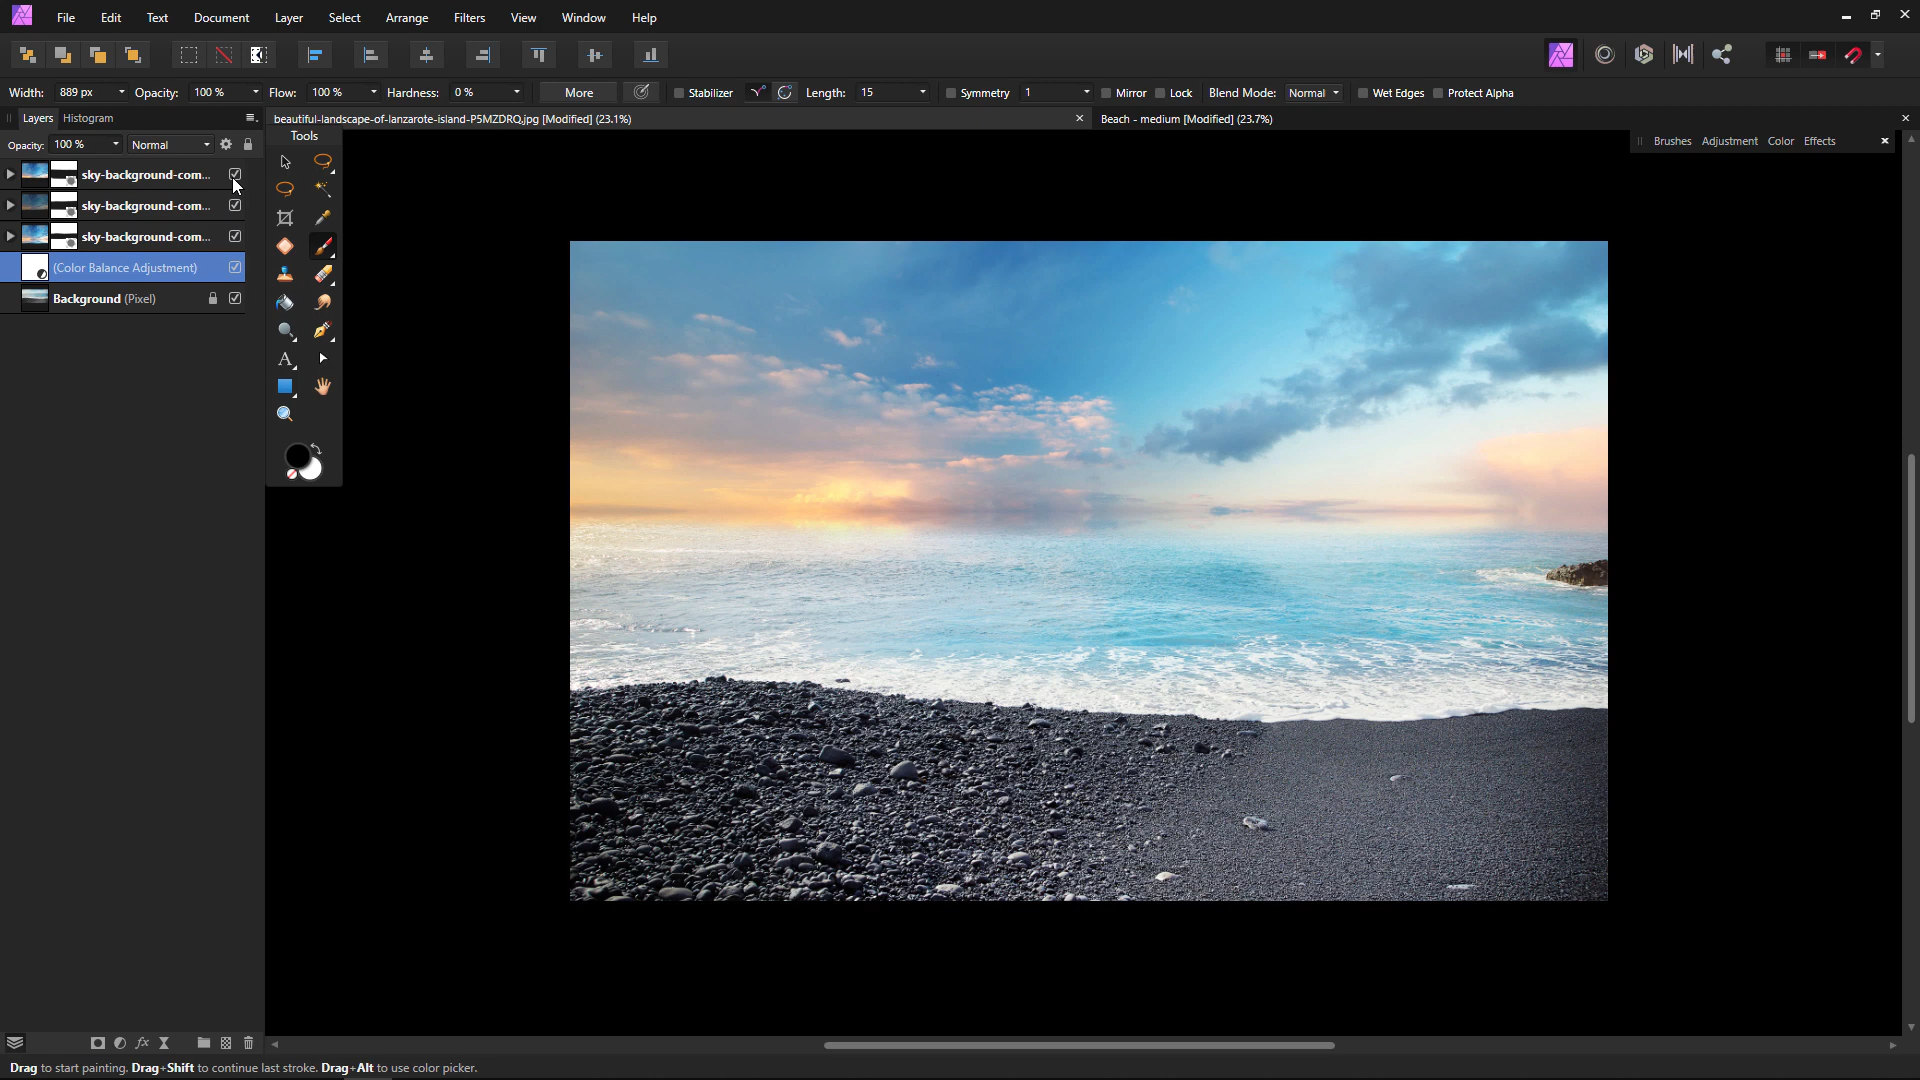 File Edit Text Document Layer Select Arrange Filters View Window Help
Width: 889 px Opacity: 100 % Flow: 100 % Hardness: 0 % More Stabilizer Length: 15 Symmetry 1 Mirror Lock Blend Mode: Normal Wet Edges Protect Alpha
Layers Histogram
beautiful-landscape-of-lanzarote-island-P5MZDRQ.jpg [Modified] (23.1%)
Beach - medium [Modified] (23.7%)
Tools
Opacity: 100 % Normal
Brushes Adjustment Color Effects
sky-background-com...
sky-background-com...
sky-background-com...
(Color Balance Adjustment)
Background (Pixel)
Drag to start painting. Drag+Shift to continue last stroke. Drag+Alt to use color picker.